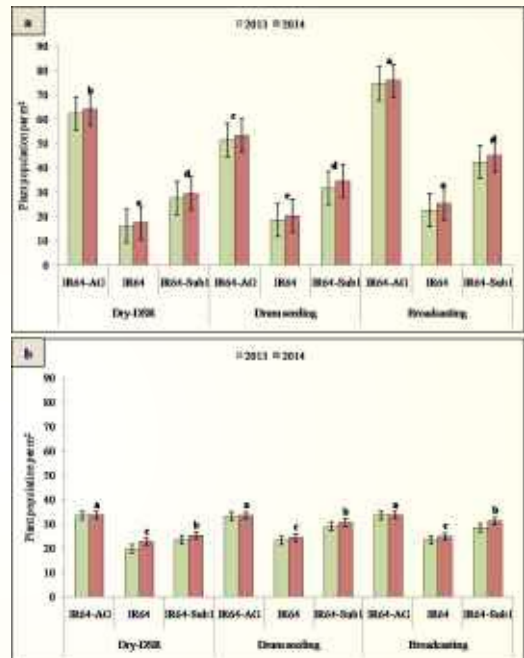 a
2013 2014
Plant population per m²
90
80
70
60
50
40
30
20
10
0
b
e
d
c
e
d
a
e
d
IR64-AG IR64 IR64-Sub1 IR64-AG IR64 IR64-Sub1 IR64-AG IR64 IR64-Sub1
Dry-DSR Drum seeding Broadcasting
b
2013 2014
Plant population per m²
90
80
70
60
50
40
30
20
10
0
a
c
b
a
c
b
a
c
b
IR64-AG IR64 IR64-Sub1 IR64-AG IR64 IR64-Sub1 IR64-AG IR64 IR64-Sub1
Dry-DSR Drum seeding Broadcasting